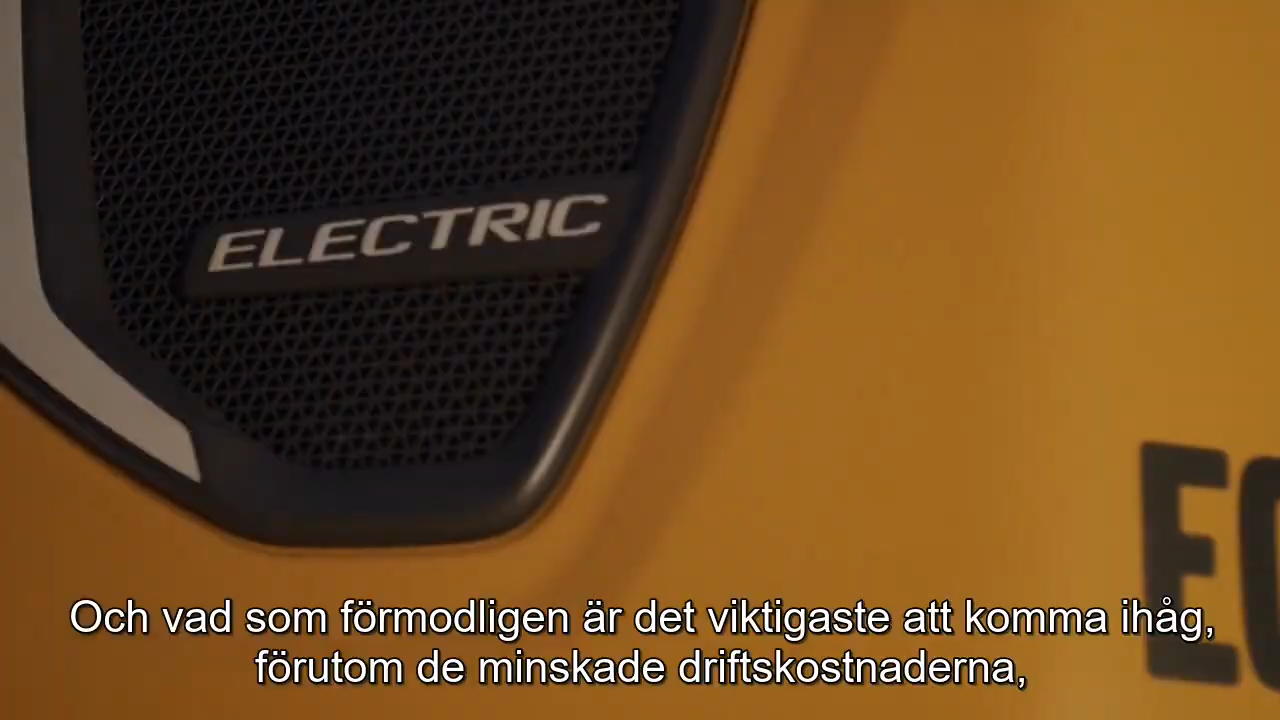 ELECTRIC
Och vad som förmodligen är det viktigaste att komma ihåg,
förutom de minskade driftskostnaderna,